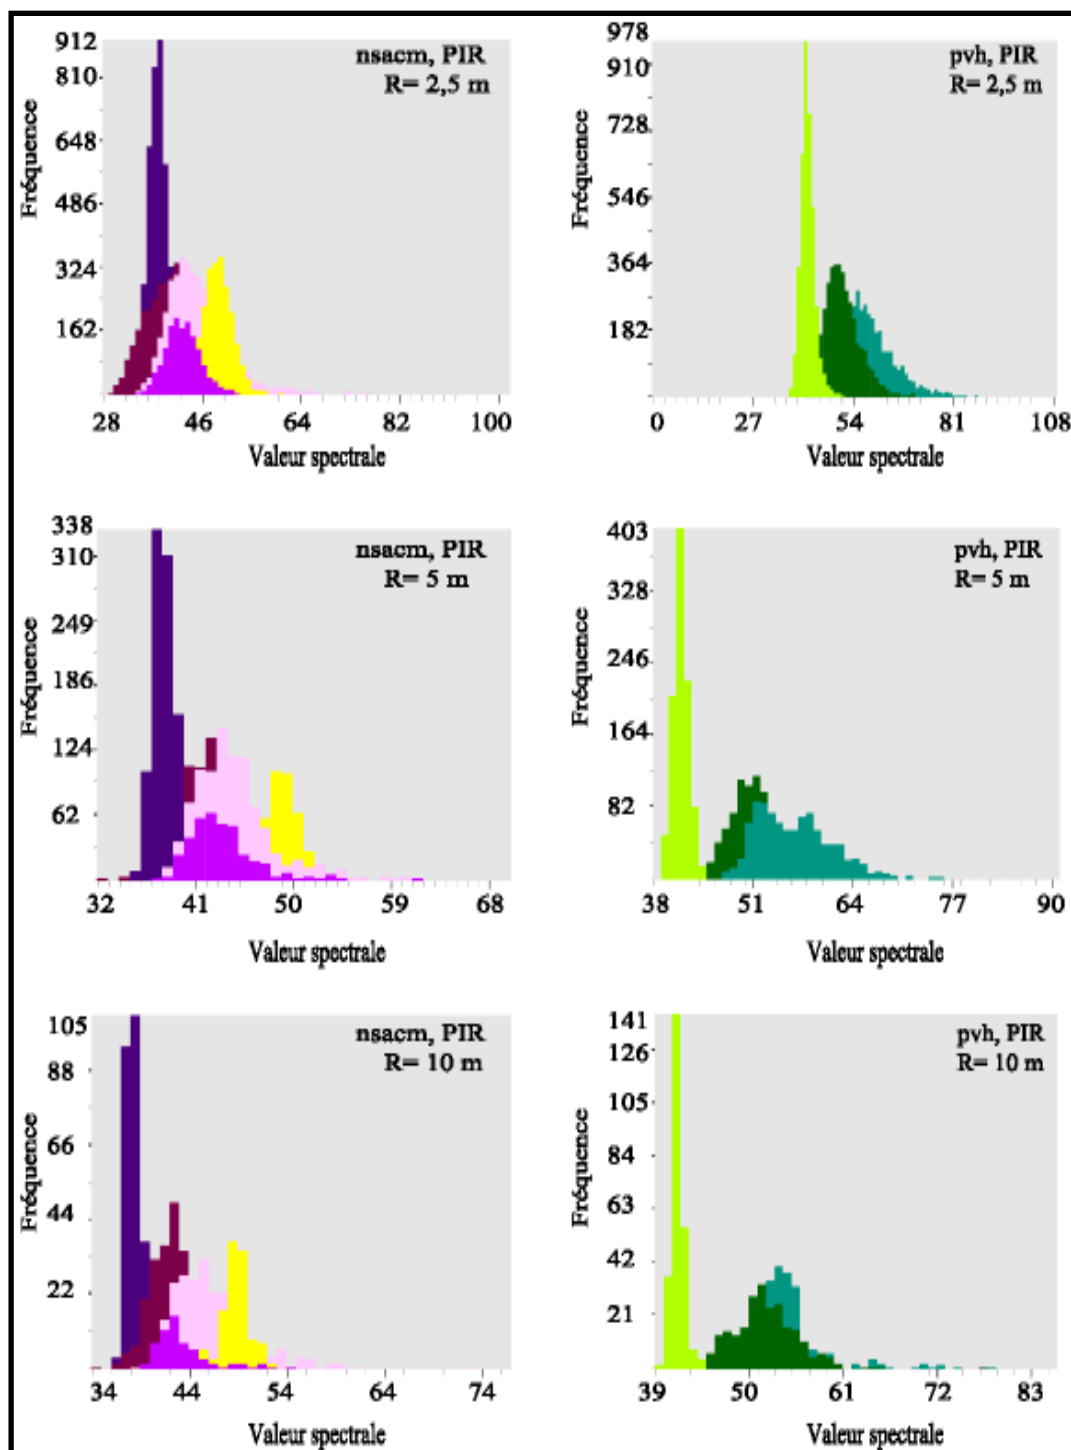 nsacm, PIR
R= 2,5 m
Fréquence
912
810
648
486
324
162
28 46 64 82 100
Valeur spectrale
pvh, PIR
R= 2,5 m
Fréquence
978
910
728
546
364
182
0 27 54 81 108
Valeur spectrale
nsacm, PIR
R= 5 m
Fréquence
338
310
249
186
124
62
32 41 50 59 68
Valeur spectrale
pvh, PIR
R= 5 m
Fréquence
403
328
246
164
82
38 51 64 77 90
Valeur spectrale
nsacm, PIR
R= 10 m
Fréquence
105
88
66
44
22
34 44 54 64 74
Valeur spectrale
pvh, PIR
R= 10 m
Fréquence
141
126
105
84
63
42
21
39 50 61 72 83
Valeur spectrale